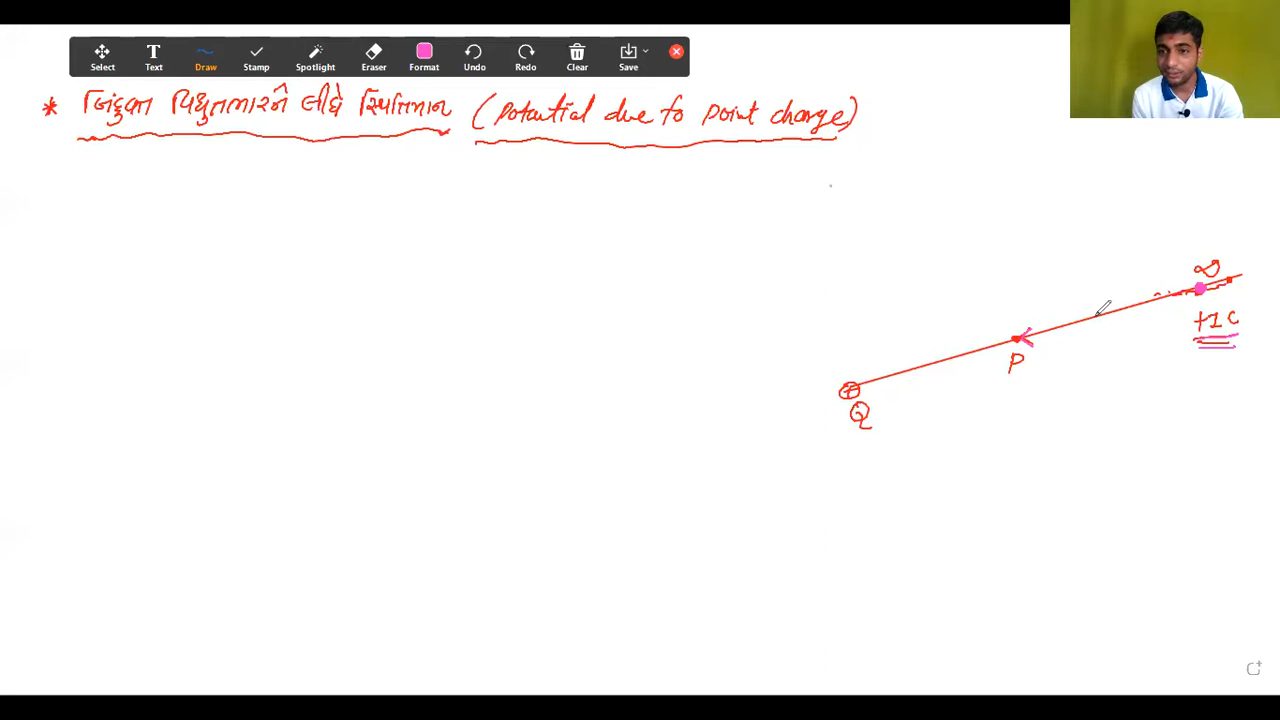 Select Text Draw Stamp Spotlight Eraser Format Undo Redo Clear Save
* બિંદુવત વિધુતભારને લીધે સ્થિતિમાન (Potential due to point charge)
∞
+1C
P
Q